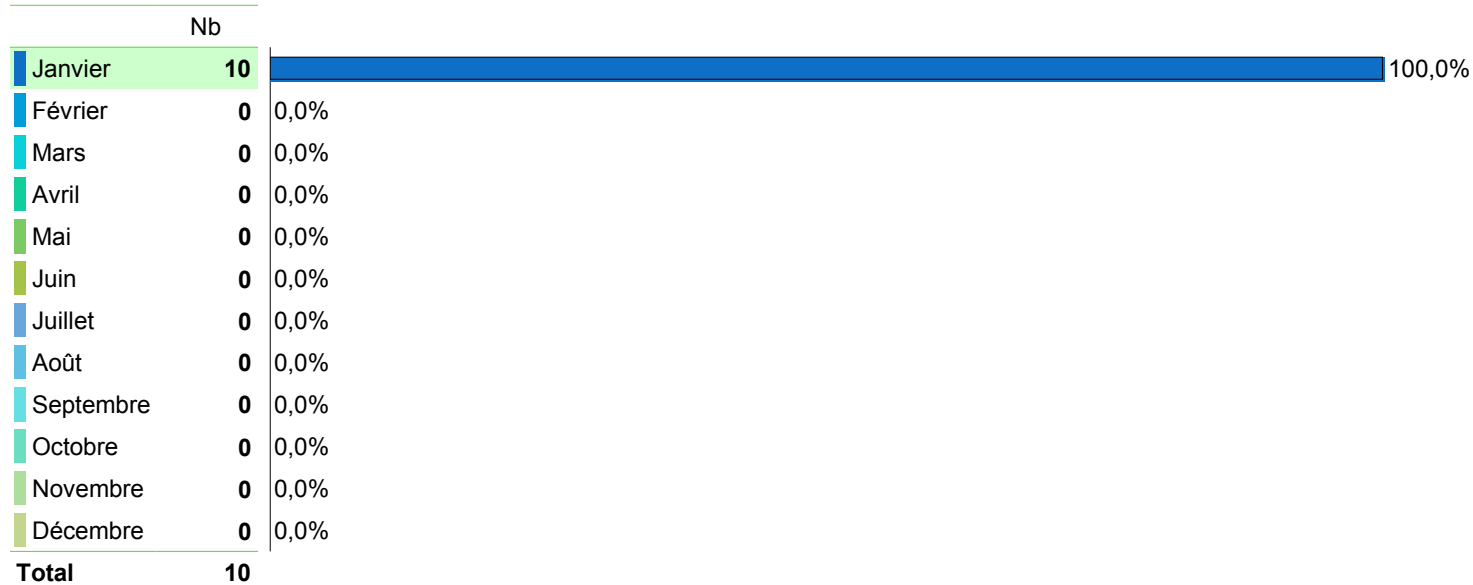 Nb
Janvier 10 100,0%
Février 0 0,0%
Mars 0 0,0%
Avril 0 0,0%
Mai 0 0,0%
Juin 0 0,0%
Juillet 0 0,0%
Août 0 0,0%
Septembre 0 0,0%
Octobre 0 0,0%
Novembre 0 0,0%
Décembre 0 0,0%
Total 10